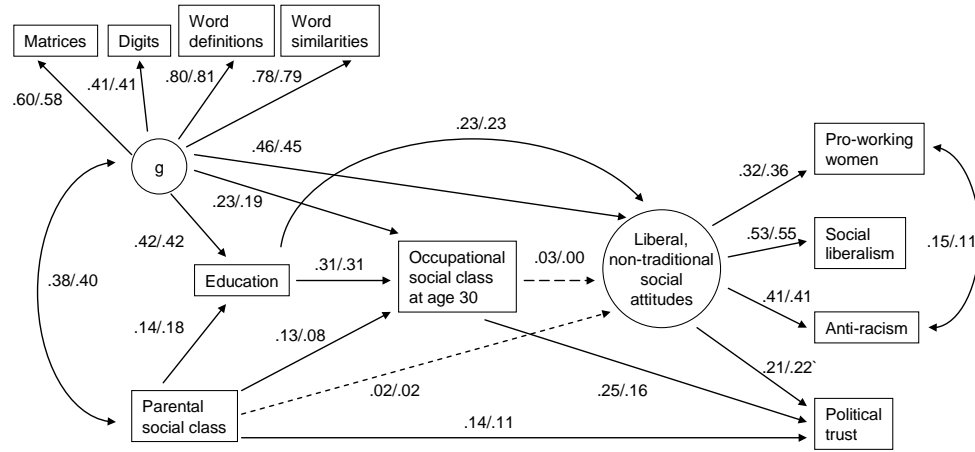 Matrices
Digits
Word
definitions
Word
similarities
.60/.58
.41/.41
.80/.81
.78/.79
g
.23/.23
.46/.45
.23/.19
.42/.42
.38/.40
Education
.31/.31
Occupational
social class
at age 30
.03/.00
Liberal,
non-traditional
social
attitudes
.32/.36
Pro-working
women
.53/.55
Social
liberalism
.15/.11
.41/.41
Anti-racism
.14/.18
.13/.08
.02/.02
.25/.16
.21/.22`
Parental
social class
.14/.11
Political
trust